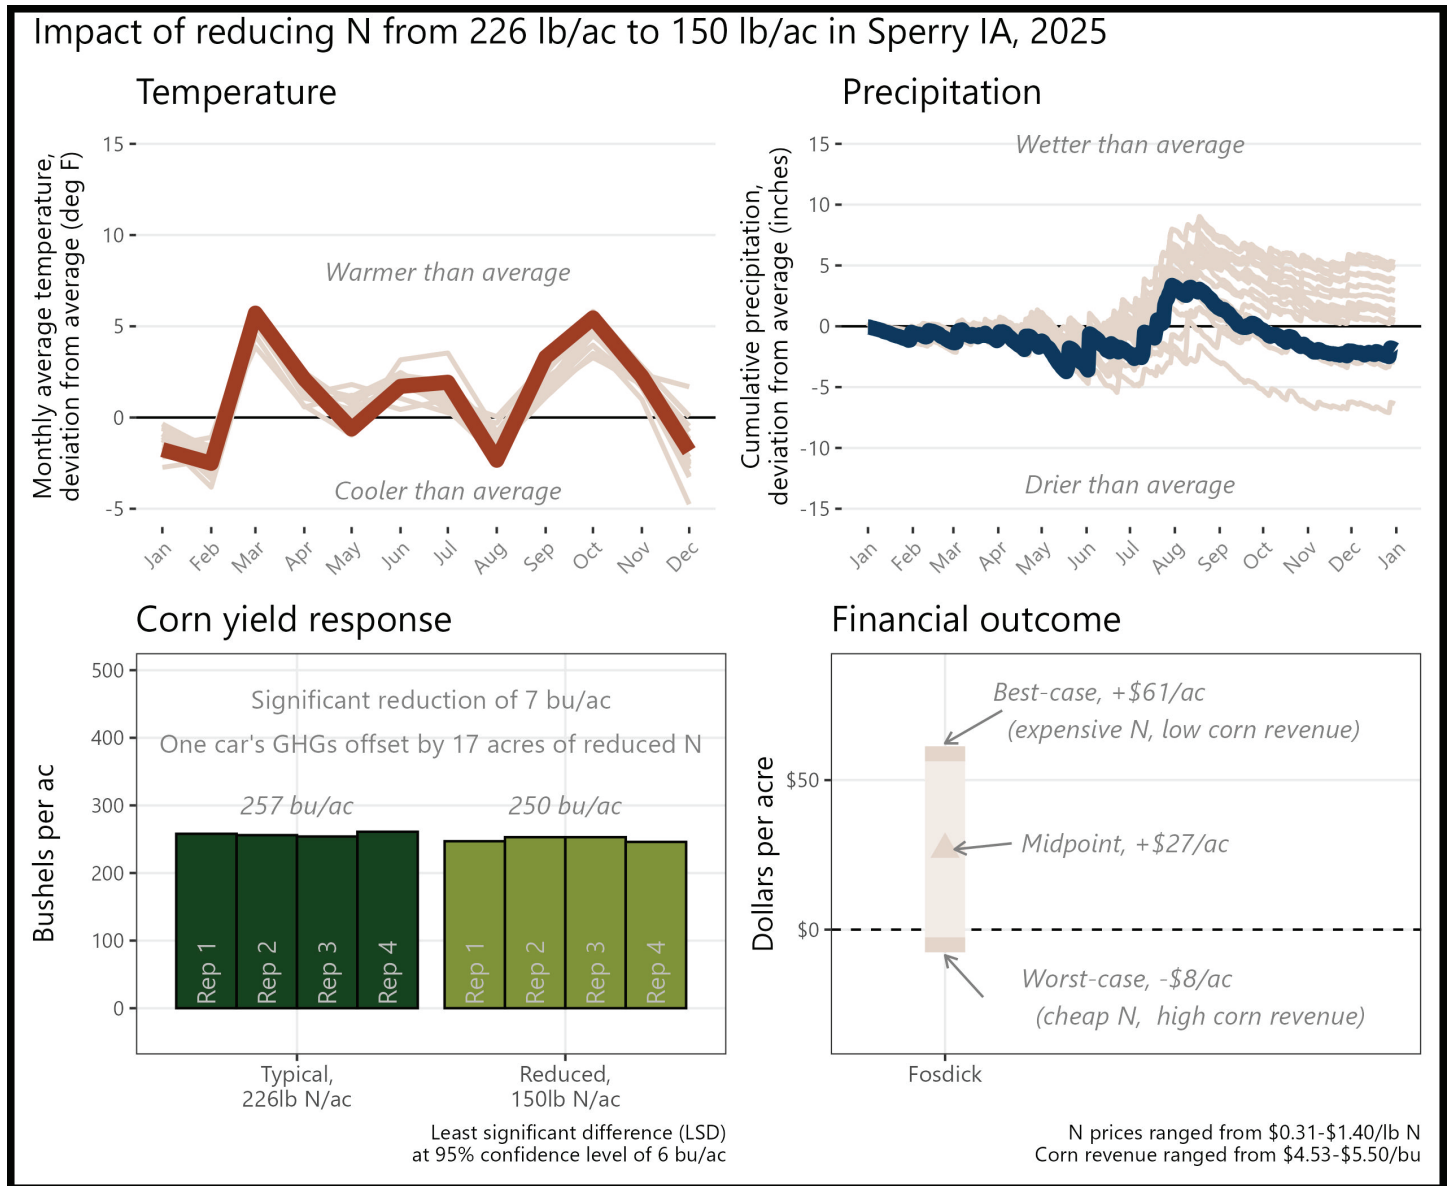 Impact of reducing N from 226 lb/ac to 150 lb/ac in Sperry IA, 2025
Temperature
Monthly average temperature,
deviation from average (deg F)
15
10
5
0
-5
Warmer than average
Cooler than average
Jan
Feb
Mar
Apr
May
Jun
Jul
Aug
Sep
Oct
Nov
Dec
Precipitation
Cumulative precipitation,
deviation from average (inches)
15
10
5
0
-5
-10
-15
Wetter than average
Drier than average
Jan
Feb
Mar
Apr
May
Jun
Jul
Aug
Sep
Oct
Nov
Dec
Jan
Corn yield response
Bushels per ac
500
400
300
200
100
0
Significant reduction of 7 bu/ac
One car's GHGs offset by 17 acres of reduced N
257 bu/ac
250 bu/ac
Rep 1
Rep 2
Rep 3
Rep 4
Rep 1
Rep 2
Rep 3
Rep 4
Typical,
226lb N/ac
Reduced,
150lb N/ac
Least significant difference (LSD)
at 95% confidence level of 6 bu/ac
Financial outcome
Dollars per acre
$50
$0
Best-case, +$61/ac
(expensive N, low corn revenue)
Midpoint, +$27/ac
Worst-case, -$8/ac
(cheap N,  high corn revenue)
Fosdick
N prices ranged from $0.31-$1.40/lb N
Corn revenue ranged from $4.53-$5.50/bu